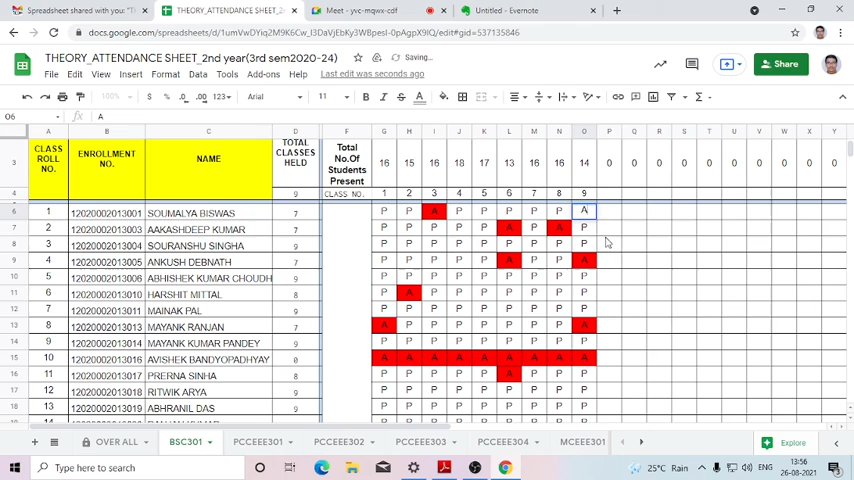 Spreadsheet shared with you: "T
THEORY_ATTENDANCE SHEET_2n
Meet - yvc-mqwx-cdf
Untitled - Evernote
docs.google.com/spreadsheets/d/1umVwDYiq2M9K6Cw_I3DaVjEbKy3WBpesI-0pAgpX9IQ/edit#gid=537135846
THEORY_ATTENDANCE SHEET_2nd year(3rd sem2020-24)
Saving...
File Edit View Insert Format Data Tools Add-ons Help Last edit was seconds ago
Share
100% $ % .0 .00 123 Arial 11 B I S A
O6 A
A B C D F G H I J K L M N O P Q R S T U V W X Y
3 CLASS ROLL NO. ENROLLMENT NO. NAME TOTAL CLASSES HELD Total No.Of Students Present 16 15 16 18 17 13 16 16 14 0 0 0 0 0 0 0 0 0 0
4 9 CLASS NO. 1 2 3 4 5 6 7 8 9
6 1 12020002013001 SOUMALYA BISWAS 7 P P A P P P P P A
7 2 12020002013003 AAKASHDEEP KUMAR 7 P P P P P A P A P
8 3 12020002013004 SOURANSHU SINGHA 9 P P P P P P P P P
9 4 12020002013005 ANKUSH DEBNATH 7 P P P P P A P P A
10 5 12020002013006 ABHISHEK KUMAR CHOUDH 9 P P P P P P P P P
11 6 12020002013010 HARSHIT MITTAL 8 P A P P P P P P P
12 7 12020002013011 MAINAK PAL 9 P P P P P P P P P
13 8 12020002013013 MAYANK RANJAN 7 A P P P P P P P A
14 9 12020002013014 MAYANK KUMAR PANDEY 9 P P P P P P P P P
15 10 12020002013016 AVISHEK BANDYOPADHYAY 0 A A A A A A A A A
16 11 12020002013017 PRERNA SINHA 8 P P P P P A P P P
17 12 12020002013018 RITWIK ARYA 9 P P P P P P P P P
18 13 12020002013019 ABHRANIL DAS 9 P P P P P P P P P
OVER ALL BSC301 PCCEEE301 PCCEEE302 PCCEEE303 PCCEEE304 MCEEE301 Explore
Type here to search
25°C Rain ENG 13:56
26-08-2021
3